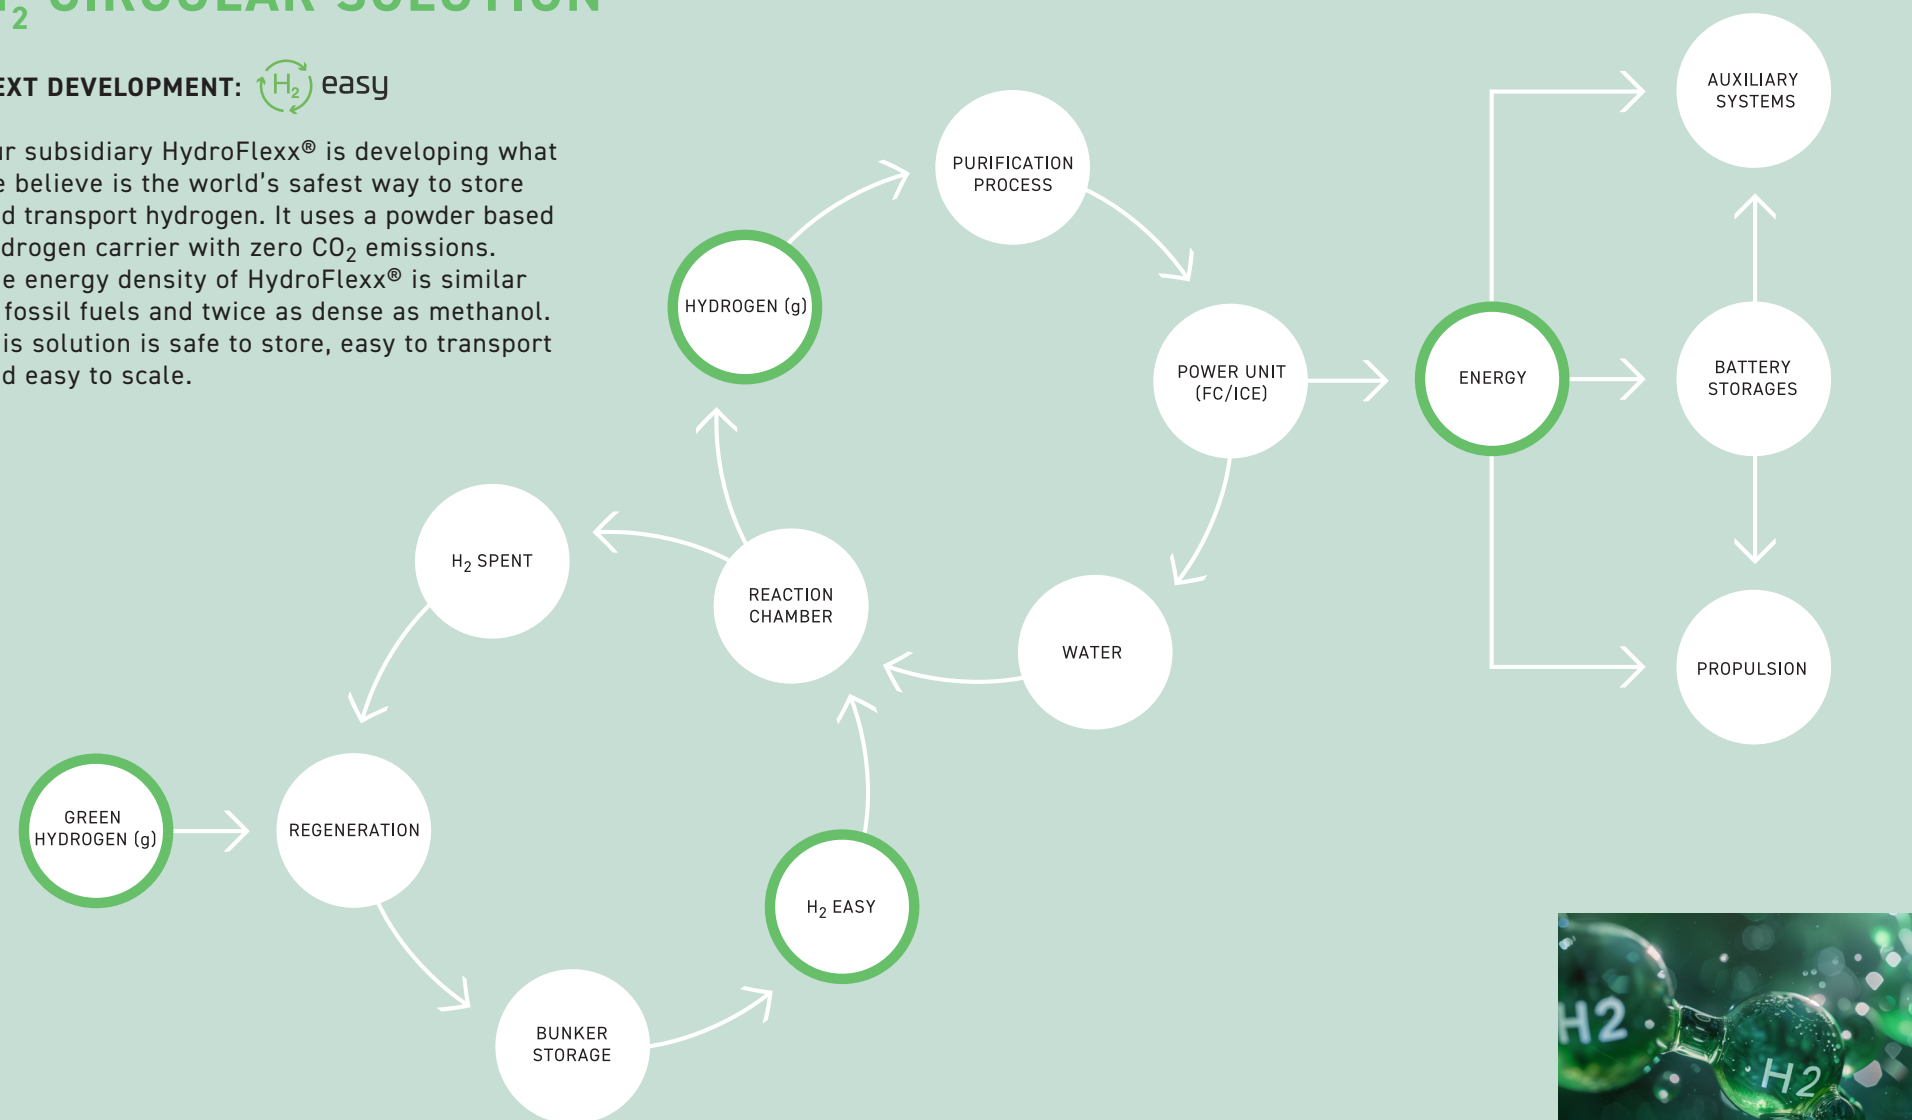 H₂ CIRCULAR SOLUTION
EXT DEVELOPMENT: H₂ easy
ur subsidiary HydroFlexx® is developing what
e believe is the world's safest way to store
d transport hydrogen. It uses a powder based
drogen carrier with zero CO₂ emissions.
e energy density of HydroFlexx® is similar
fossil fuels and twice as dense as methanol.
is solution is safe to store, easy to transport
d easy to scale.
AUXILIARY
SYSTEMS
PURIFICATION
PROCESS
HYDROGEN (g)
POWER UNIT
(FC/ICE)
ENERGY
BATTERY
STORAGES
H₂ SPENT
REACTION
CHAMBER
WATER
PROPULSION
GREEN
HYDROGEN (g)
REGENERATION
H₂ EASY
BUNKER
STORAGE
H2
H2